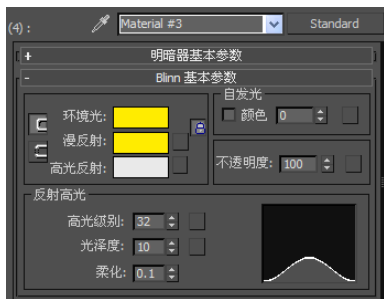 (4): Material #3 Standard
+ 明暗器基本参数
- Blinn 基本参数
自发光
环境光: 颜色 0
漫反射:
高光反射: 不透明度: 100
反射高光
高光级别: 32
光泽度: 10
柔化: 0.1